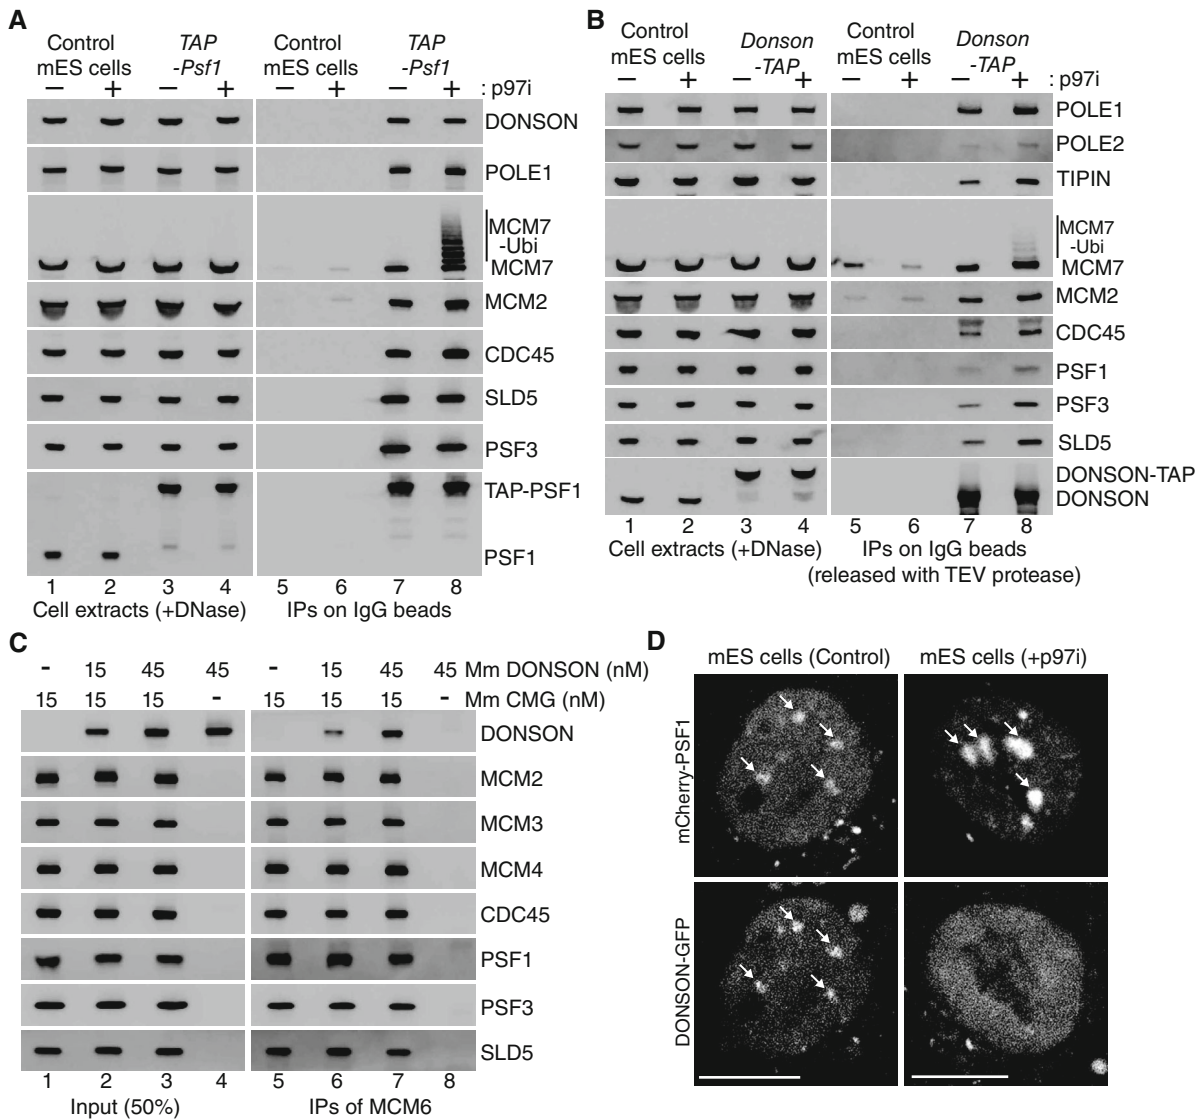 A
Control
mES cells
TAP
-Psf1
Control
mES cells
TAP
-Psf1
− + − + − + − + : p97i
DONSON
POLE1
MCM7
-Ubi
MCM7
MCM2
CDC45
SLD5
PSF3
TAP-PSF1
PSF1
1 2 3 4 5 6 7 8
Cell extracts (+DNase) IPs on IgG beads
B
Control
mES cells
Donson
-TAP
Control
mES cells
Donson
-TAP
− + − + − + − + : p97i
POLE1
POLE2
TIPIN
MCM7
-Ubi
MCM7
MCM2
CDC45
PSF1
PSF3
SLD5
DONSON-TAP
DONSON
1 2 3 4 5 6 7 8
Cell extracts (+DNase) IPs on IgG beads
(released with TEV protease)
C
- 15 45 45 Mm DONSON (nM) - 15 45 45
15 15 15 - Mm CMG (nM) 15 15 15 -
DONSON
MCM2
MCM3
MCM4
CDC45
PSF1
PSF3
SLD5
1 2 3 4 5 6 7 8
Input (50%) IPs of MCM6
D
mES cells (Control) mES cells (+p97i)
mCherry-PSF1
DONSON-GFP